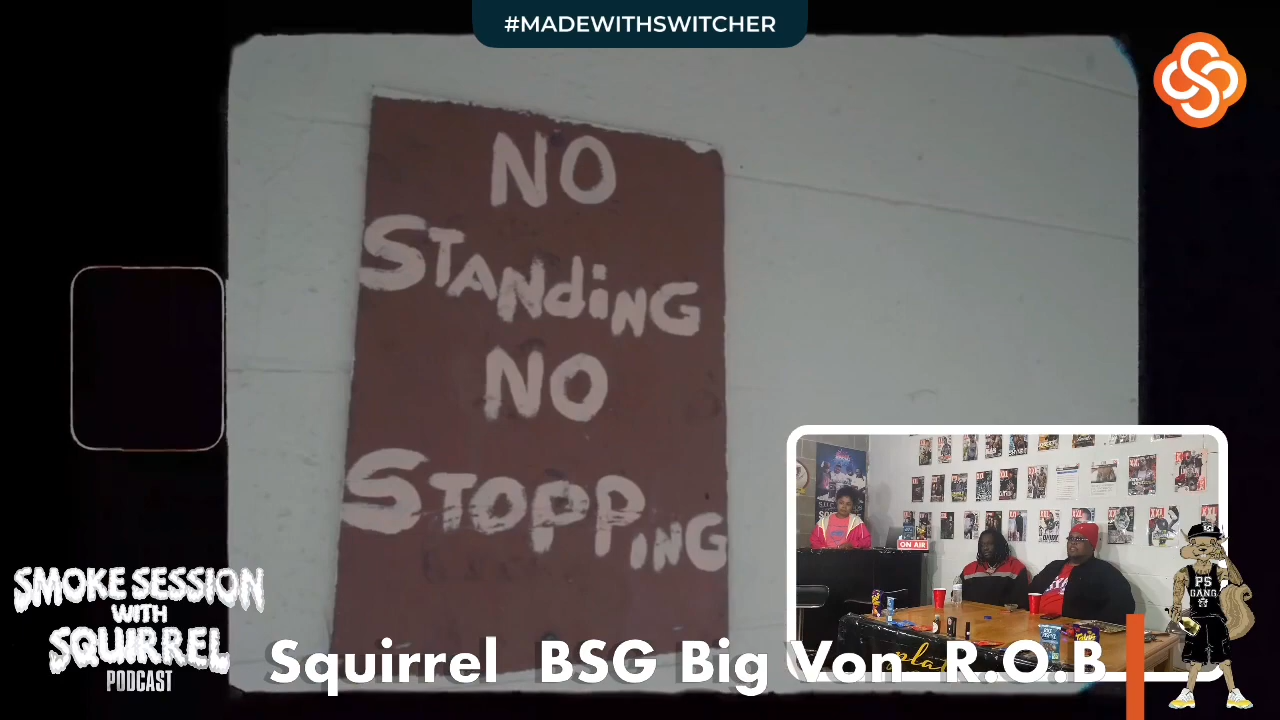 #MADEWITHSWITCHER
NO
STANdiNG
NO
STOPPiNG
ON AIR
PS
GANG
SMOKE SESSION
WITH
SQUIRREL
PODCAST
Squirrel BSG Big Von R.O.B